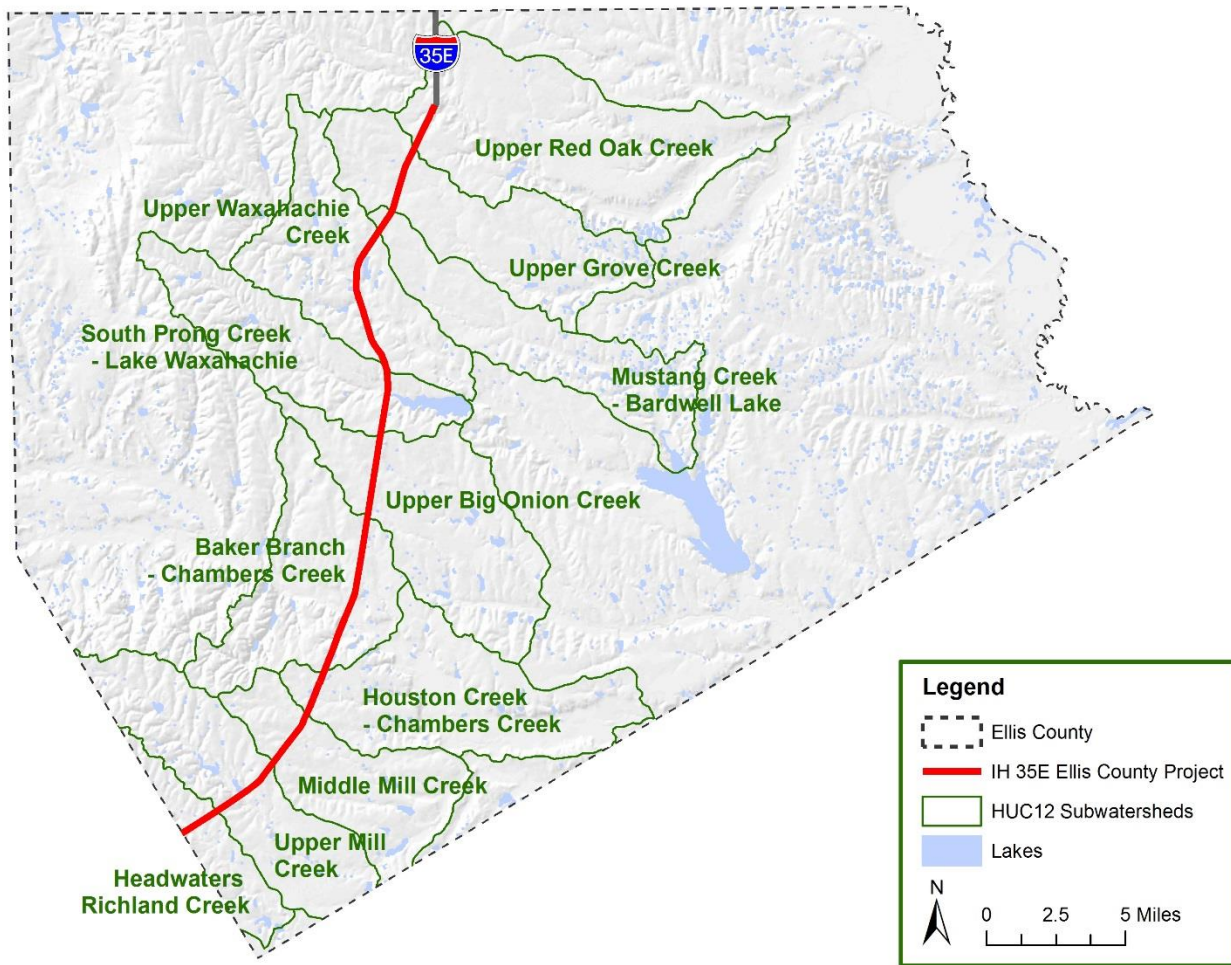 35E
Upper Red Oak Creek
Upper Waxahachie
Creek
Upper Grove Creek
South Prong Creek
- Lake Waxahachie
Mustang Creek
- Bardwell Lake
Upper Big Onion Creek
Baker Branch
- Chambers Creek
Houston Creek
- Chambers Creek
Middle Mill Creek
Upper Mill
Creek
Headwaters
Richland Creek
Legend
Ellis County
IH 35E Ellis County Project
HUC12 Subwatersheds
Lakes
N
0 2.5 5 Miles